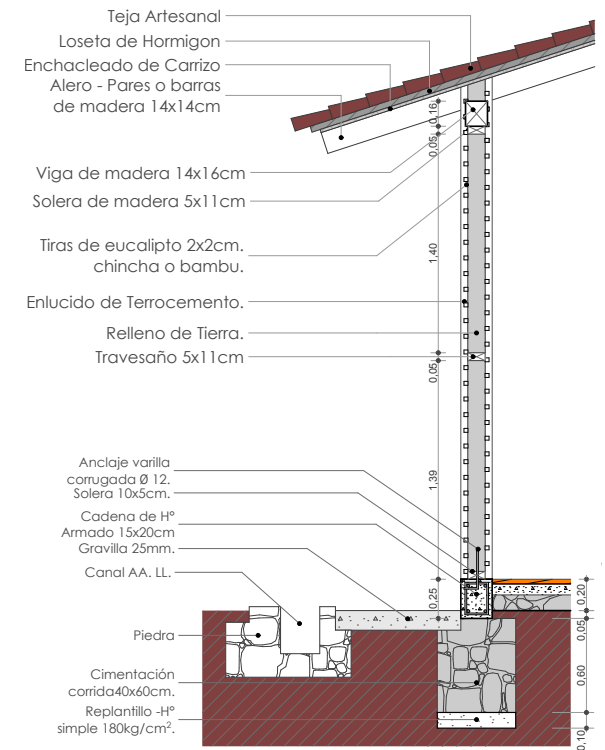 Teja Artesanal
Loseta de Hormigon
Enchacleado de Carrizo
Alero - Pares o barras
de madera 14x14cm
Viga de madera 14x16cm
Solera de madera 5x11cm
Tiras de eucalipto 2x2cm.
chincha o bambu.
Enlucido de Terrocemento.
Relleno de Tierra.
Travesaño 5x11cm
Anclaje varilla
corrugada Ø 12.
Solera 10x5cm.
Cadena de Hº
Armado 15x20cm
Gravilla 25mm.
Canal AA. LL.
Piedra
Cimentación
corrida40x60cm.
Replantillo -Hº
simple 180kg/cm².
0,16
0,05
1,40
0,05
1,39
0,25
0,20
0,05
0,60
0,10